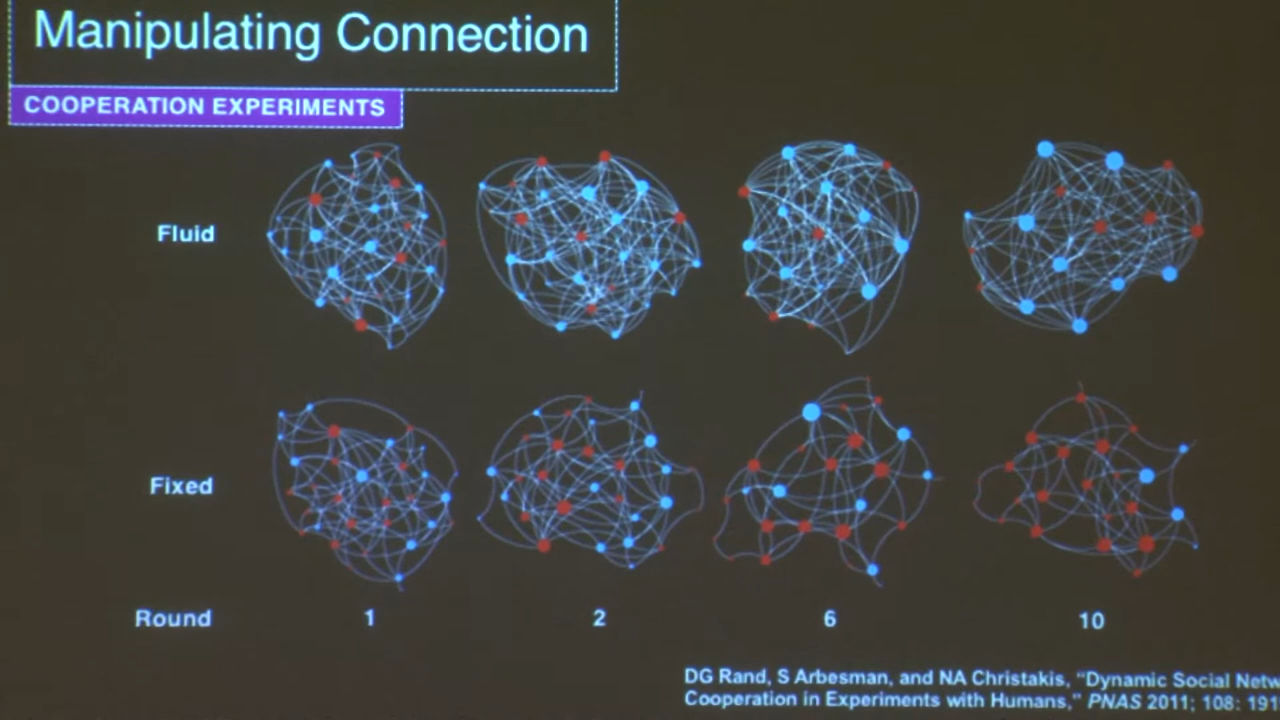 Manipulating Connection
COOPERATION EXPERIMENTS
Fluid
Fixed
Round 1 2 6 10
DG Rand, S Arbesman, and NA Christakis, “Dynamic Social
Cooperation in Experiments with Humans,” PNAS 2011; 108: